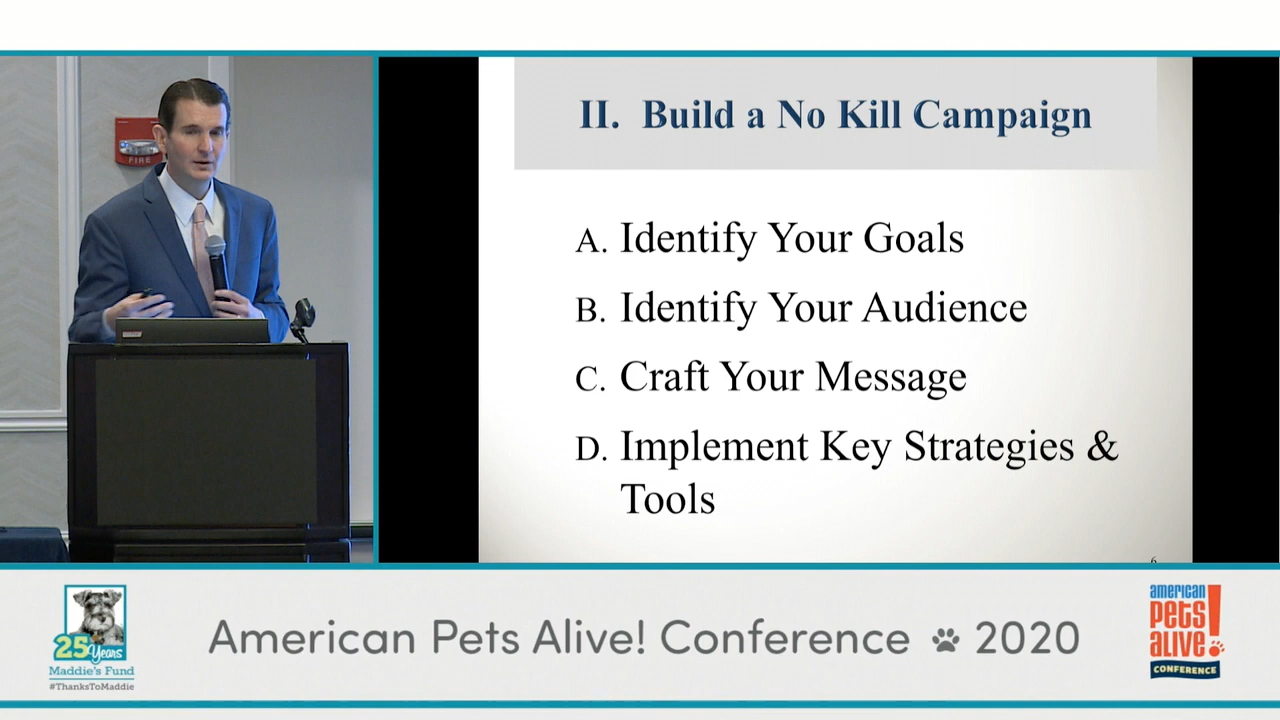 FIRE
II. Build a No Kill Campaign
A. Identify Your Goals
B. Identify Your Audience
C. Craft Your Message
D. Implement Key Strategies &
Tools
6
25 Years
Maddie's Fund
#ThanksToMaddie
American Pets Alive! Conference 2020
american
PETS
ALIVE!
CONFERENCE